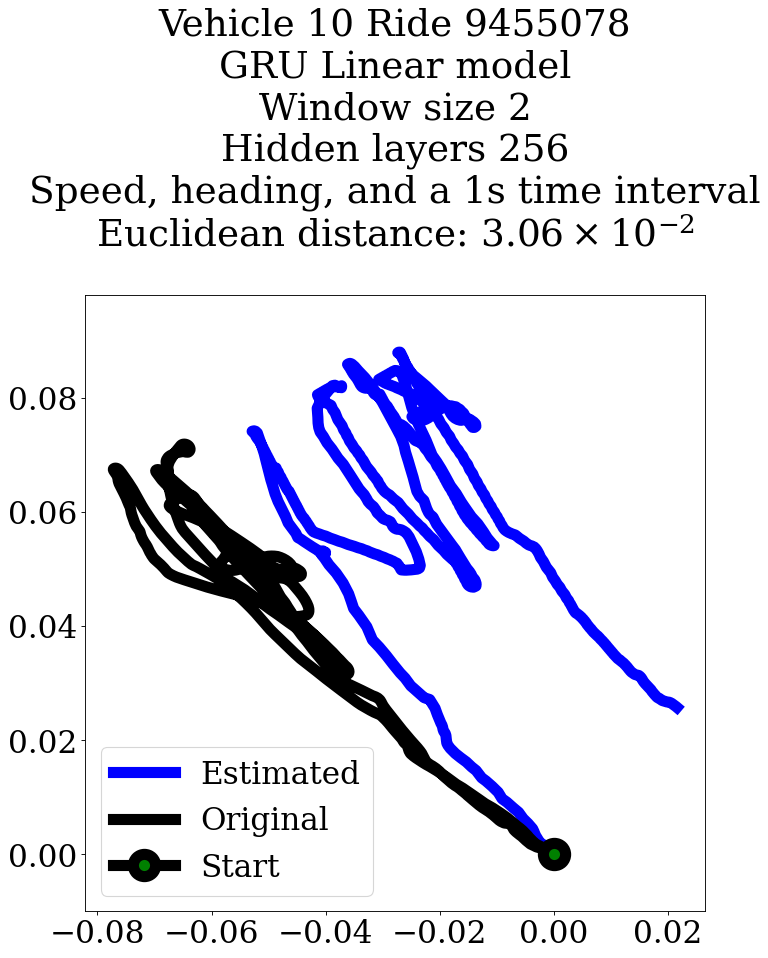 Vehicle 10 Ride 9455078
GRU Linear model
Window size 2
Hidden layers 256
Speed, heading, and a 1s time interval
Euclidean distance: 3.06 × 10⁻²
0.08
0.06
0.04
0.02
0.00
Estimated
Original
Start
−0.08 −0.06 −0.04 −0.02 0.00 0.02